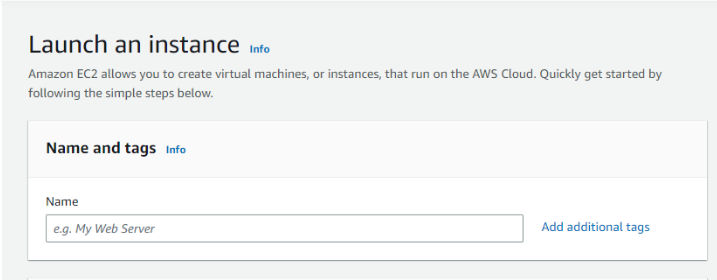 Launch an instance Info
Amazon EC2 allows you to create virtual machines, or instances, that run on the AWS Cloud. Quickly get started by
following the simple steps below.
Name and tags Info
Name
e.g. My Web Server
Add additional tags